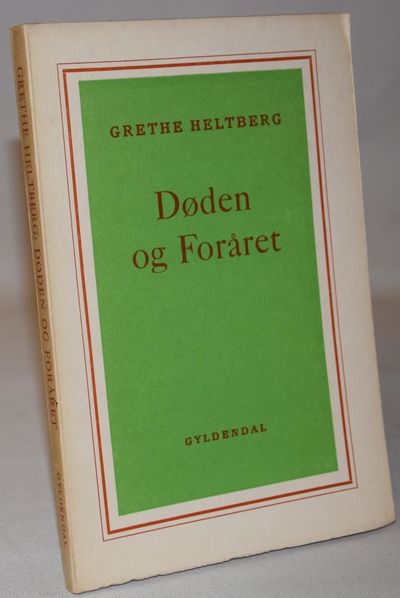 GRETHE HELTBERG
Døden
og Foråret
GYLDENDAL
GRETHE HELTBERG: DØDEN OG FORÅRET
GYLDENDAL